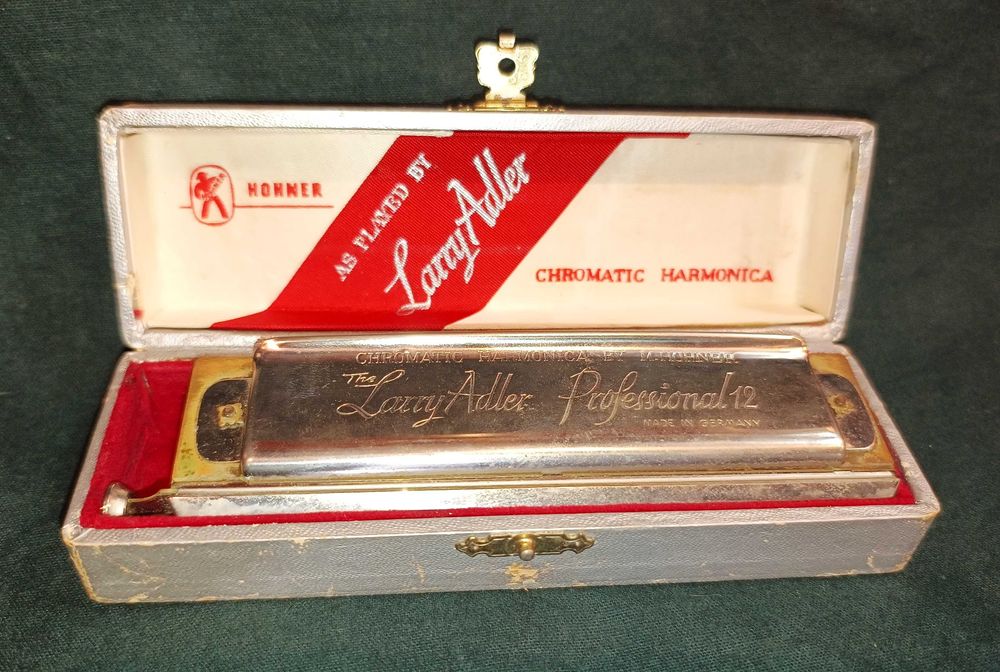 HOHNER
AS PLAYED BY
Larry Adler
CHROMATIC HARMONICA
CHROMATIC HARMONICA BY M. HOHNER
The
Larry Adler Professional 12
MADE IN GERMANY